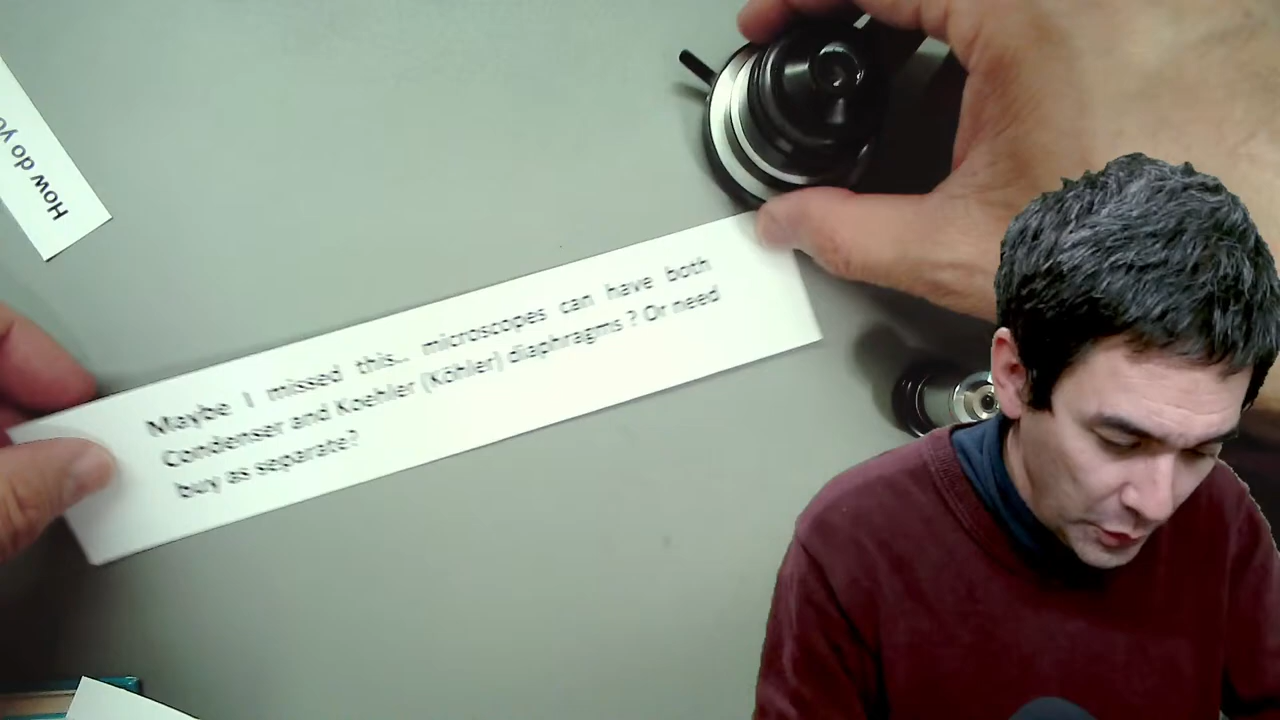 How do yo
Maybe I missed this.. microscopes can have both
Condenser and Koehler (Köhler) diaphragms ? Or need
buy as separate?